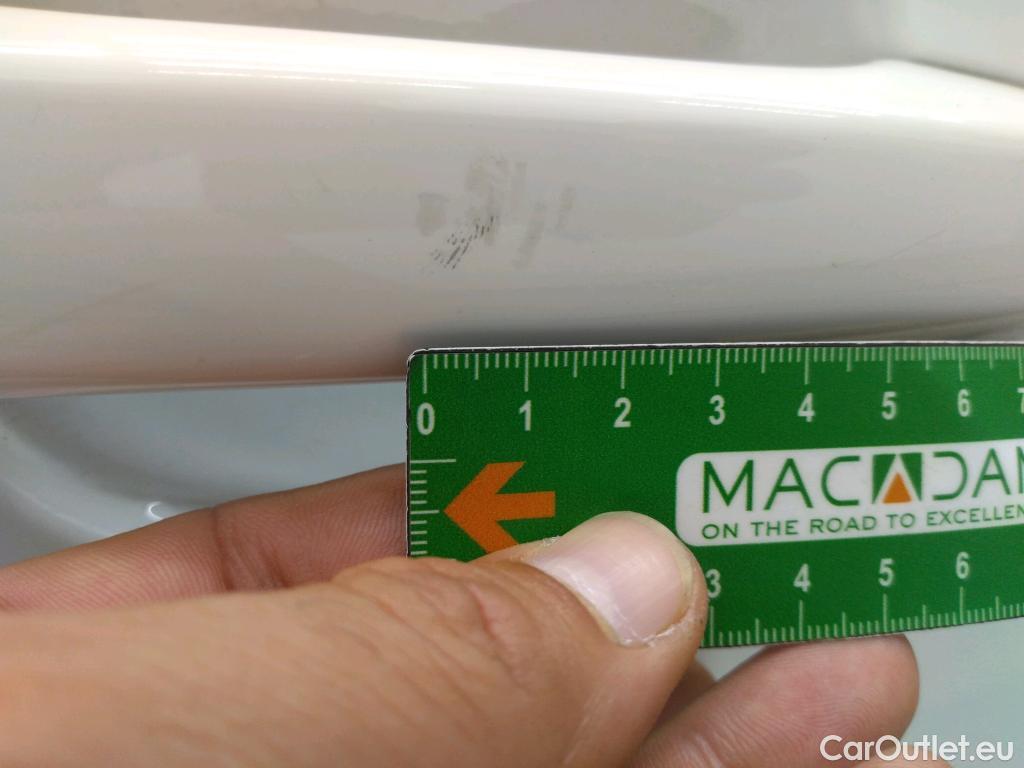 0 1 2 3 4 5 6 7
MACADAM
ON THE ROAD TO EXCELLEN
3 4 5 6
CarOutlet.eu